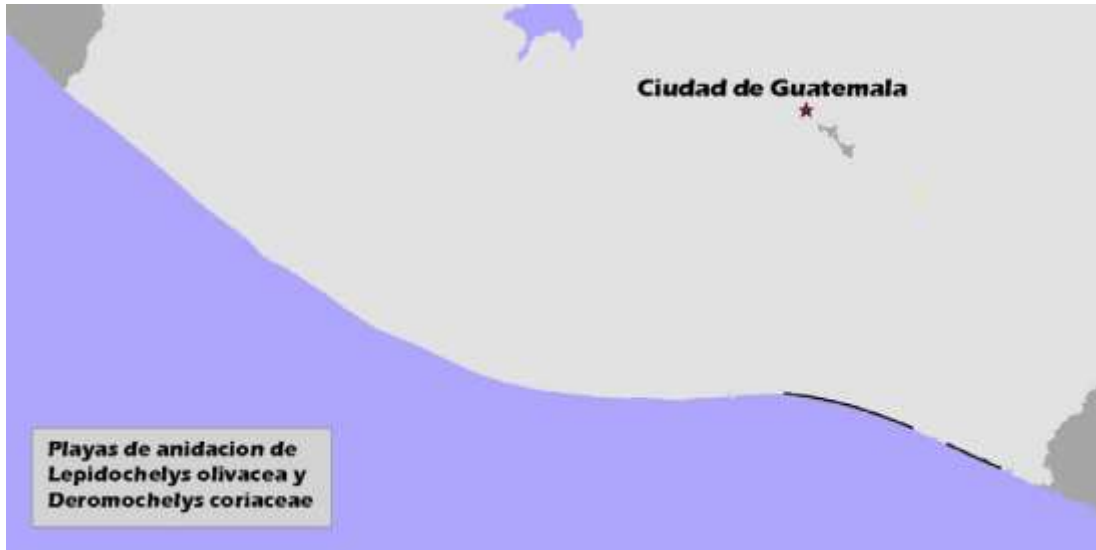 Ciudad de Guatemala
Playas de anidacion de
Lepidochelys olivacea y
Deromochelys coriaceae